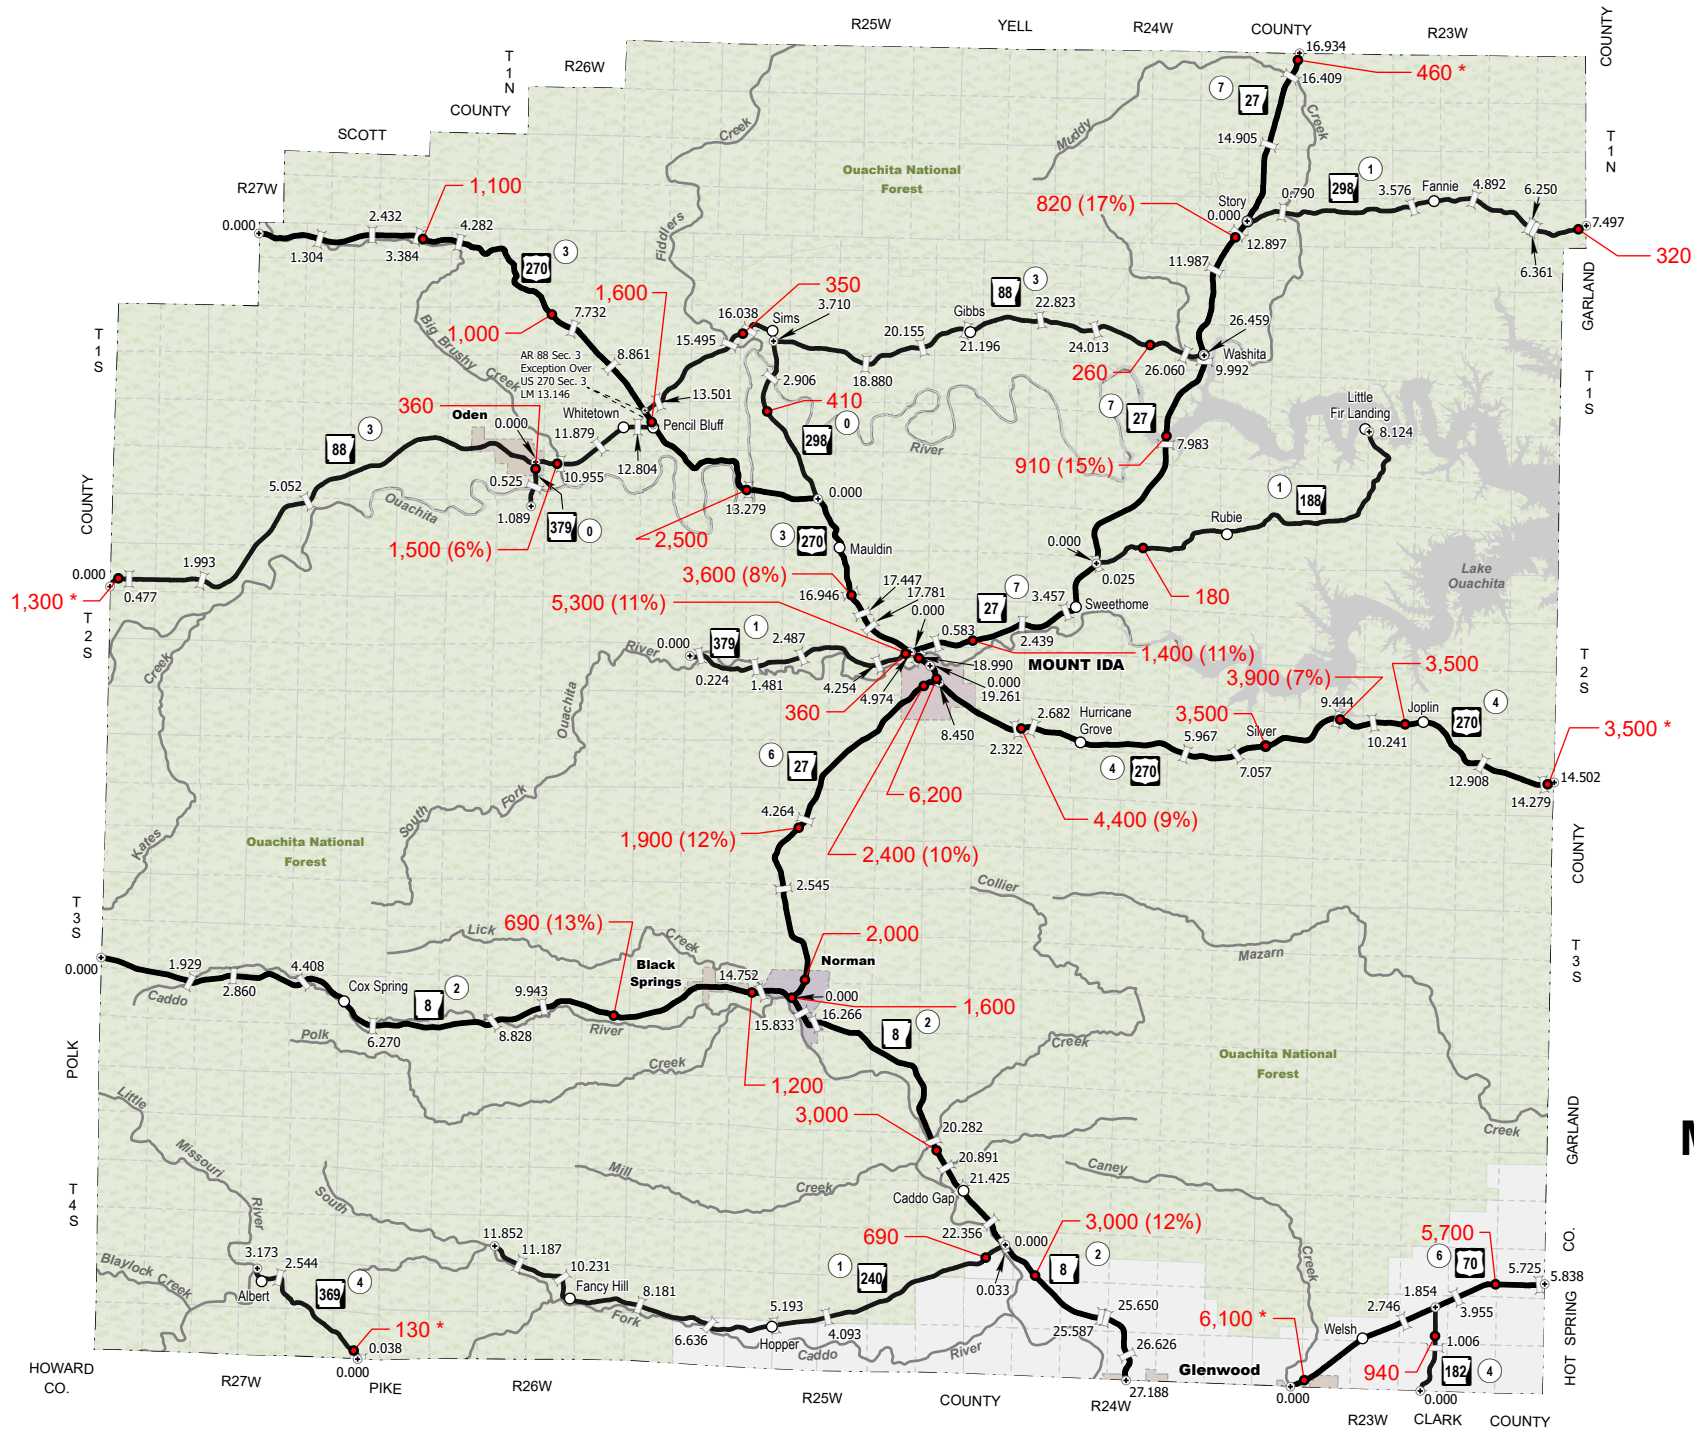 R25W YELL R24W COUNTY R23W
COUNTY
T1N R26W
COUNTY
SCOTT
R27W
16.934
460 *
16.409
7 27
Creek
Muddy
14.905
Creek
T1N
Ouachita National
Forest
1,100
820 (17%)
Story
0.000
0.790
298 1
3.576
Fannie
4.892
6.250
7.497
320
6.361
12.897
11.987
0.000
2.432
1.304
3.384
4.282
270 3
Fiddlers
GARLAND
T1S
1,600
350
16.038
Sims
3.710
88 3
Gibbs
22.823
20.155
21.196
24.013
18.880
260
26.060
26.459
Washita
9.992
7.732
1,000
15.495
8.861
Big Brushy Creek
AR 88 Sec. 3
Exception Over
US 270 Sec. 3
LM 13.146
13.501
2.906
410
T1S
360
Oden
0.000
Whitetown
11.879
Pencil Bluff
12.804
298 0
River
7 27
7.983
910 (15%)
Little
Fir Landing
8.124
88 3
5.052
0.525
10.955
1.089
379 0
1,500 (6%)
Ouachita
13.279
2,500
0.000
3 270
Mauldin
1 188
Rubie
0.000
0.025
180
Lake
Ouachita
COUNTY
0.000
1.993
0.477
1,300 *
T2S
3,600 (8%)
16.946
17.447
17.781
5,300 (11%)
0.000
7 27
3.457
Sweethome
0.583
2.439
1,400 (11%)
MOUNT IDA
River
0.000
379 1
2.487
0.224
1.481
4.254
4.974
360
18.990
0.000
19.261
3,900 (7%)
3,500
T2S
Creek
Ouachita
Fork
South
Kates
8.450
2.322
2.682
Hurricane
Grove
5.967
4 270
3,500
Silver
7.057
9.444
10.241
Joplin
270 4
12.908
14.279
14.502
3,500 *
6 27
4.264
6,200
4,400 (9%)
1,900 (12%)
2,400 (10%)
Ouachita National
Forest
2.545
Collier
COUNTY
T3S
690 (13%)
Lick
Creek
2,000
Norman
Mazarn
T3S
0.000
1.929
2.860
4.408
Caddo
Cox Spring
8 2
9.943
Black
Springs
14.752
0.000
1,600
6.270
8.828
River
Polk
15.833
16.266
8 2
Creek
Creek
1,200
Ouachita National
Forest
POLK
Little
3,000
20.282
20.891
21.425
Caddo Gap
Creek
GARLAND
Missouri
River
South
Mill
Creek
Caney
Creek
T4S
3,000 (12%)
690
22.356
0.000
8 2
0.033
11.852
11.187
10.231
Fancy Hill
8.181
Fork
6.636
5.193
Hopper
4.093
1 240
Caddo
River
3.173
2.544
Albert
369 4
Blaylock Creek
130 *
0.038
0.000
25.650
25.587
26.626
27.188
Glenwood
5,700
6 70
5.725
5.838
CO.
1.854
2.746
3.955
Welsh
6,100 *
1.006
940
182 4
0.000
0.000
HOT SPRING
HOWARD
CO.
R27W PIKE R26W R25W COUNTY R24W R23W CLARK COUNTY
M